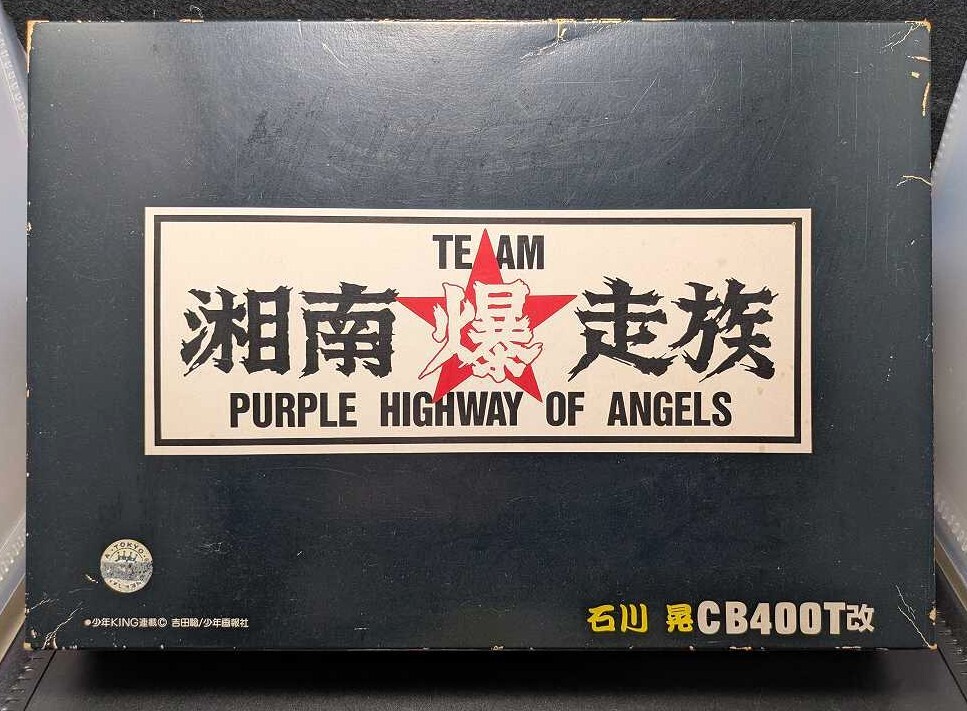 TEAM
湘南爆走族
PURPLE HIGHWAY OF ANGELS
TOKYO
●少年KING連載© 吉田聡/少年画報社
石川 晃CB400T改